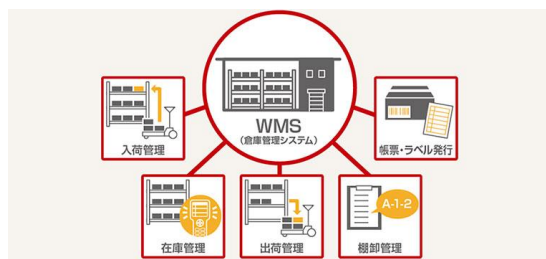 WMS
(倉庫管理システム)
入荷管理
帳票・ラベル発行
在庫管理
出荷管理
A-1-2
棚卸管理